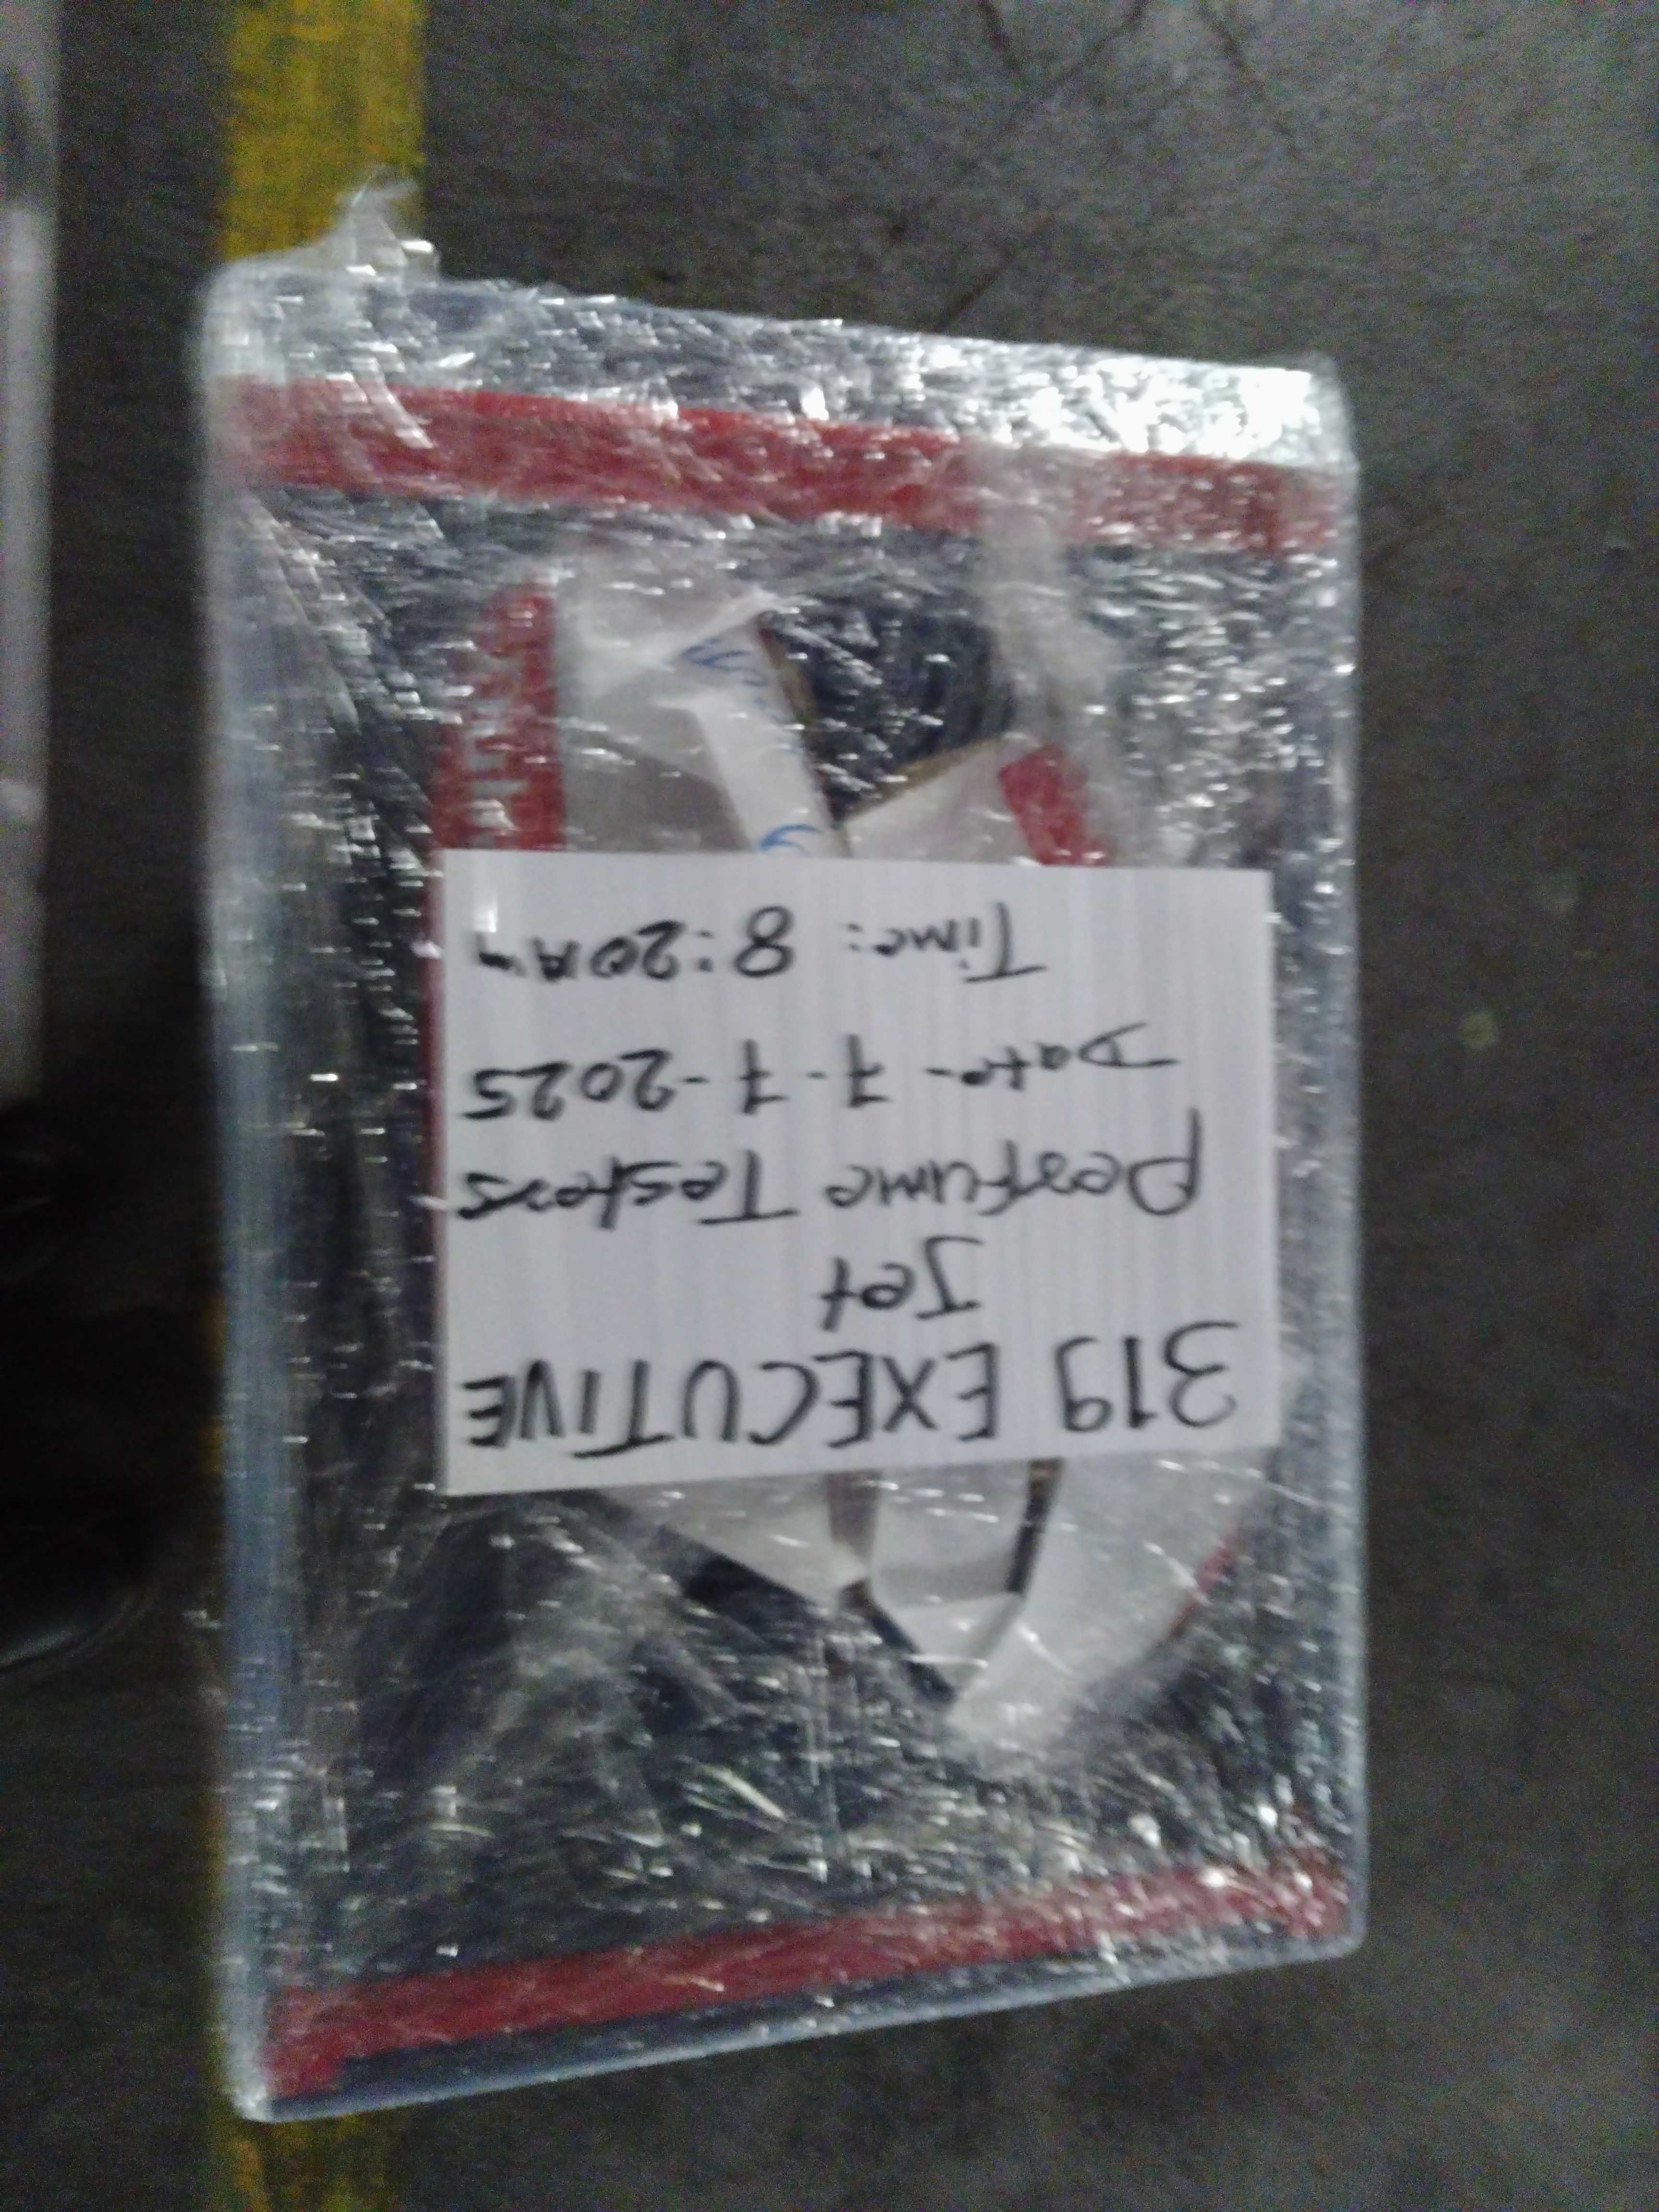 319 EXECUTIVE
Jet
Perfume Testers
Date- 7-7-2025
Time: 8:20AM